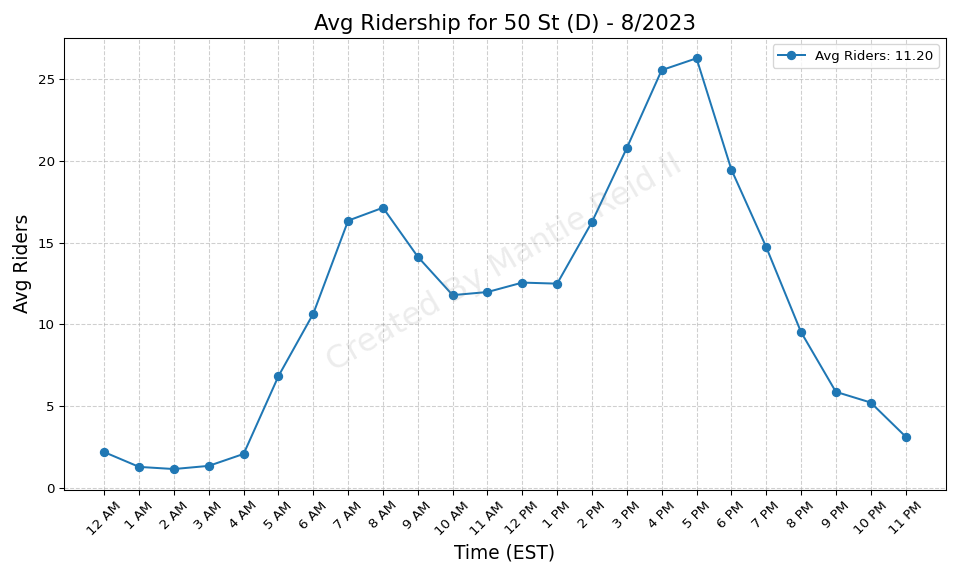 Avg Ridership for 50 St (D) - 8/2023
Avg Riders: 11.20
25
20
15
10
5
0
Avg Riders
Created By Mantle Reid II
12 AM
1 AM
2 AM
3 AM
4 AM
5 AM
6 AM
7 AM
8 AM
9 AM
10 AM
11 AM
12 PM
1 PM
2 PM
3 PM
4 PM
5 PM
6 PM
7 PM
8 PM
9 PM
10 PM
11 PM
Time (EST)